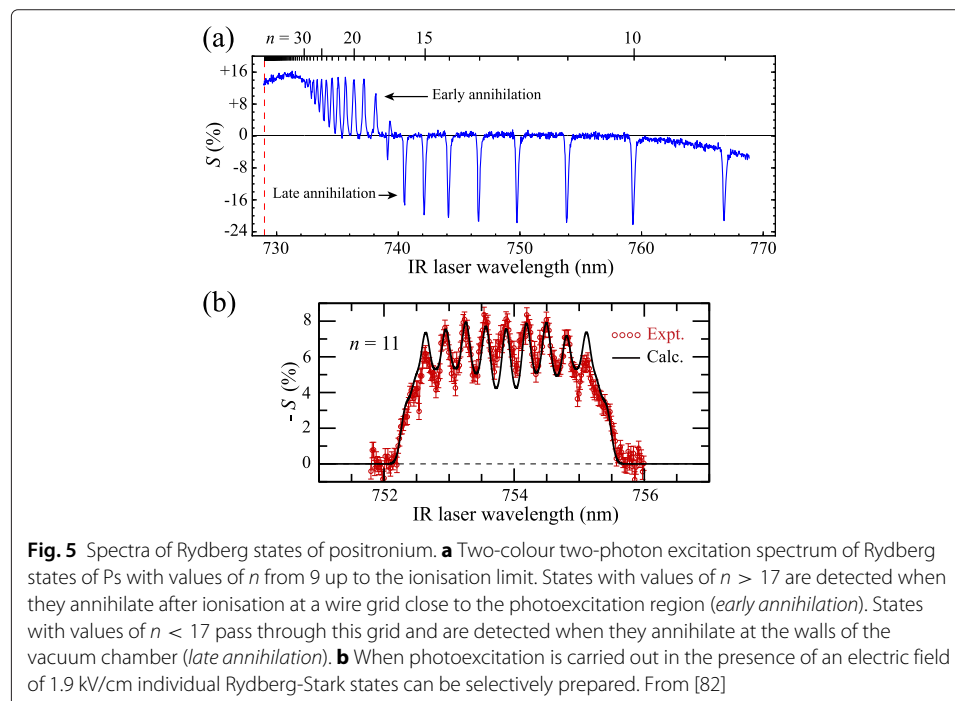 (a)
n = 30 20 15 10
+16
+8
0
-8
-16
-24
S (%)
Early annihilation
Late annihilation
730 740 750 760 770
IR laser wavelength (nm)
(b)
8
6
4
2
0
- S (%)
n = 11
Expt.
Calc.
752 754 756
IR laser wavelength (nm)
Fig. 5 Spectra of Rydberg states of positronium. a Two-colour two-photon excitation spectrum of Rydberg
states of Ps with values of n from 9 up to the ionisation limit. States with values of n > 17 are detected when
they annihilate after ionisation at a wire grid close to the photoexcitation region (early annihilation). States
with values of n < 17 pass through this grid and are detected when they annihilate at the walls of the
vacuum chamber (late annihilation). b When photoexcitation is carried out in the presence of an electric field
of 1.9 kV/cm individual Rydberg-Stark states can be selectively prepared. From [82]